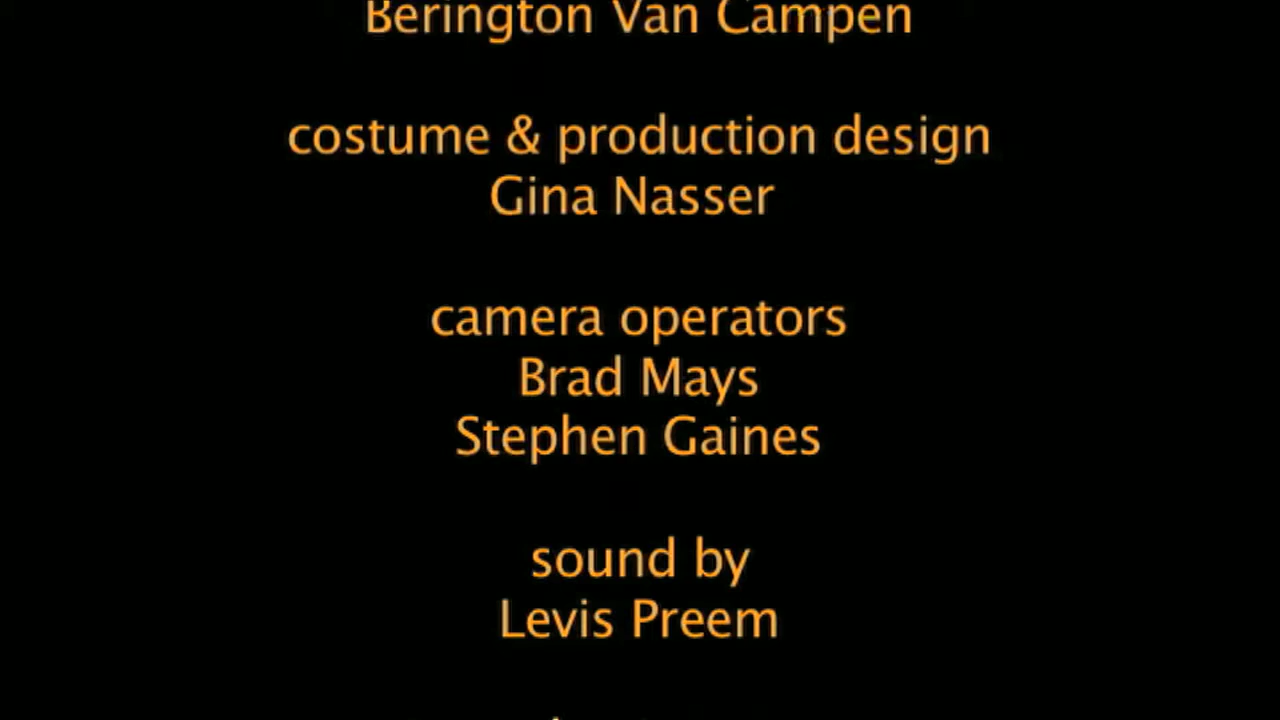 Berington Van Campen
costume & production design
Gina Nasser
camera operators
Brad Mays
Stephen Gaines
sound by
Levis Preem